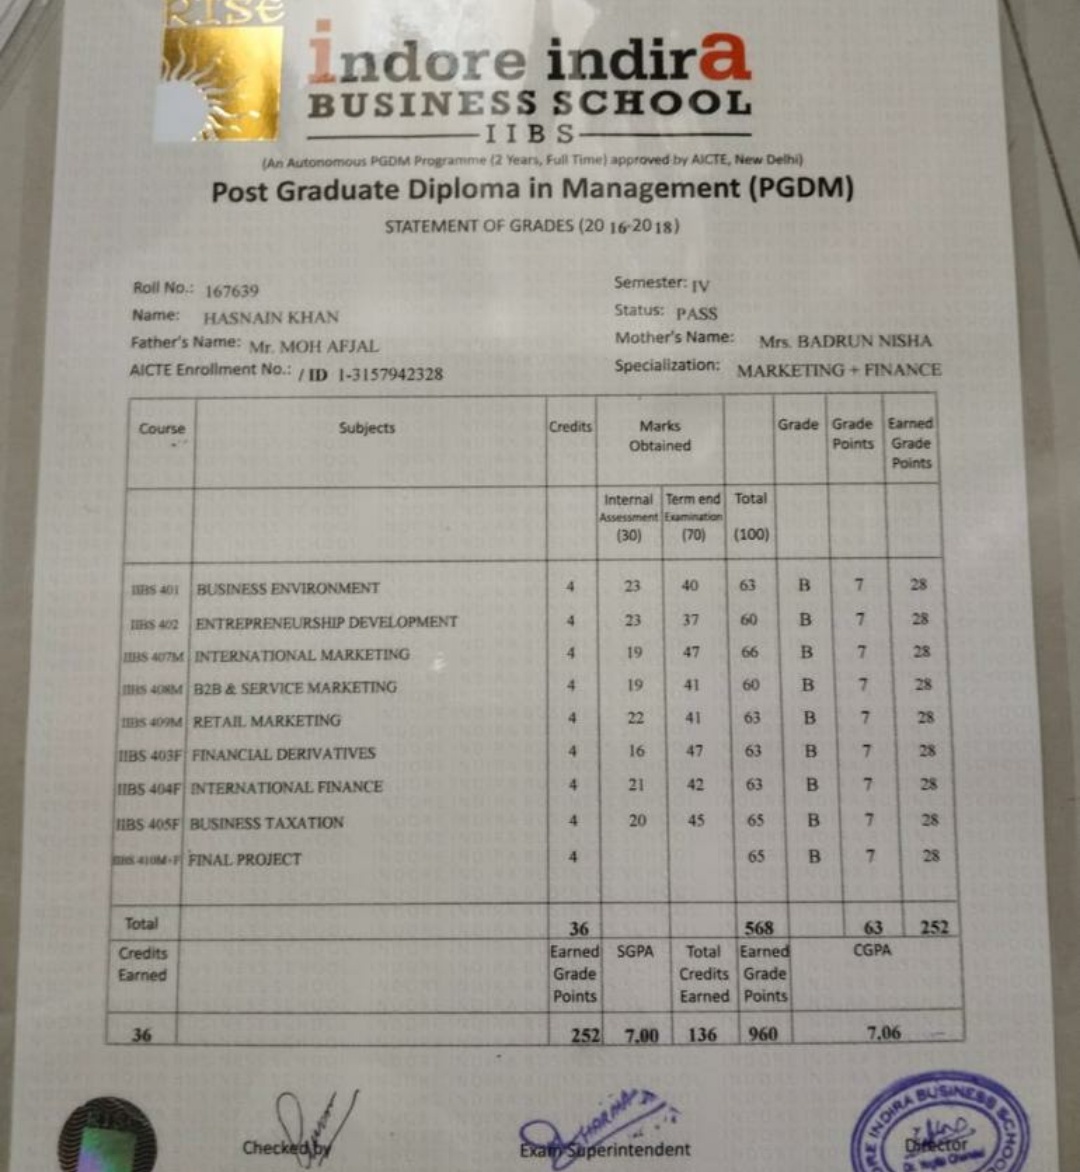 RISE
indore indira
BUSINESS SCHOOL
IIBS
(An Autonomous PGDM Programme (2 Years, Full Time) approved by AICTE, New Delhi)
Post Graduate Diploma in Management (PGDM)
STATEMENT OF GRADES (20 16-20 18)
Roll No.: 167639 Semester: IV
Name: HASNAIN KHAN Status: PASS
Father's Name: Mr. MOH AFJAL Mother's Name: Mrs. BADRUN NISHA
AICTE Enrollment No.: / ID 1-3157942328 Specialization: MARKETING + FINANCE
Course Subjects Credits Marks Obtained Grade Grade Points Earned Grade Points
Internal Assessment (30) Term end Examination (70) Total (100)
IIBS 401 BUSINESS ENVIRONMENT 4 23 40 63 B 7 28
IIBS 402 ENTREPRENEURSHIP DEVELOPMENT 4 23 37 60 B 7 28
IIBS 407M INTERNATIONAL MARKETING 4 19 47 66 B 7 28
IIBS 408M B2B & SERVICE MARKETING 4 19 41 60 B 7 28
IIBS 409M RETAIL MARKETING 4 22 41 63 B 7 28
IIBS 403F FINANCIAL DERIVATIVES 4 16 47 63 B 7 28
IIBS 404F INTERNATIONAL FINANCE 4 21 42 63 B 7 28
IIBS 405F BUSINESS TAXATION 4 20 45 65 B 7 28
IIBS 410M+F FINAL PROJECT 4 65 B 7 28
Total 36 568 63 252
Credits Earned Earned Grade Points SGPA Total Credits Earned Earned Grade Points CGPA
36 252 7.00 136 960 7.06
Checked by Exam Superintendent Director
INDIRA BUSINESS SCHOOL